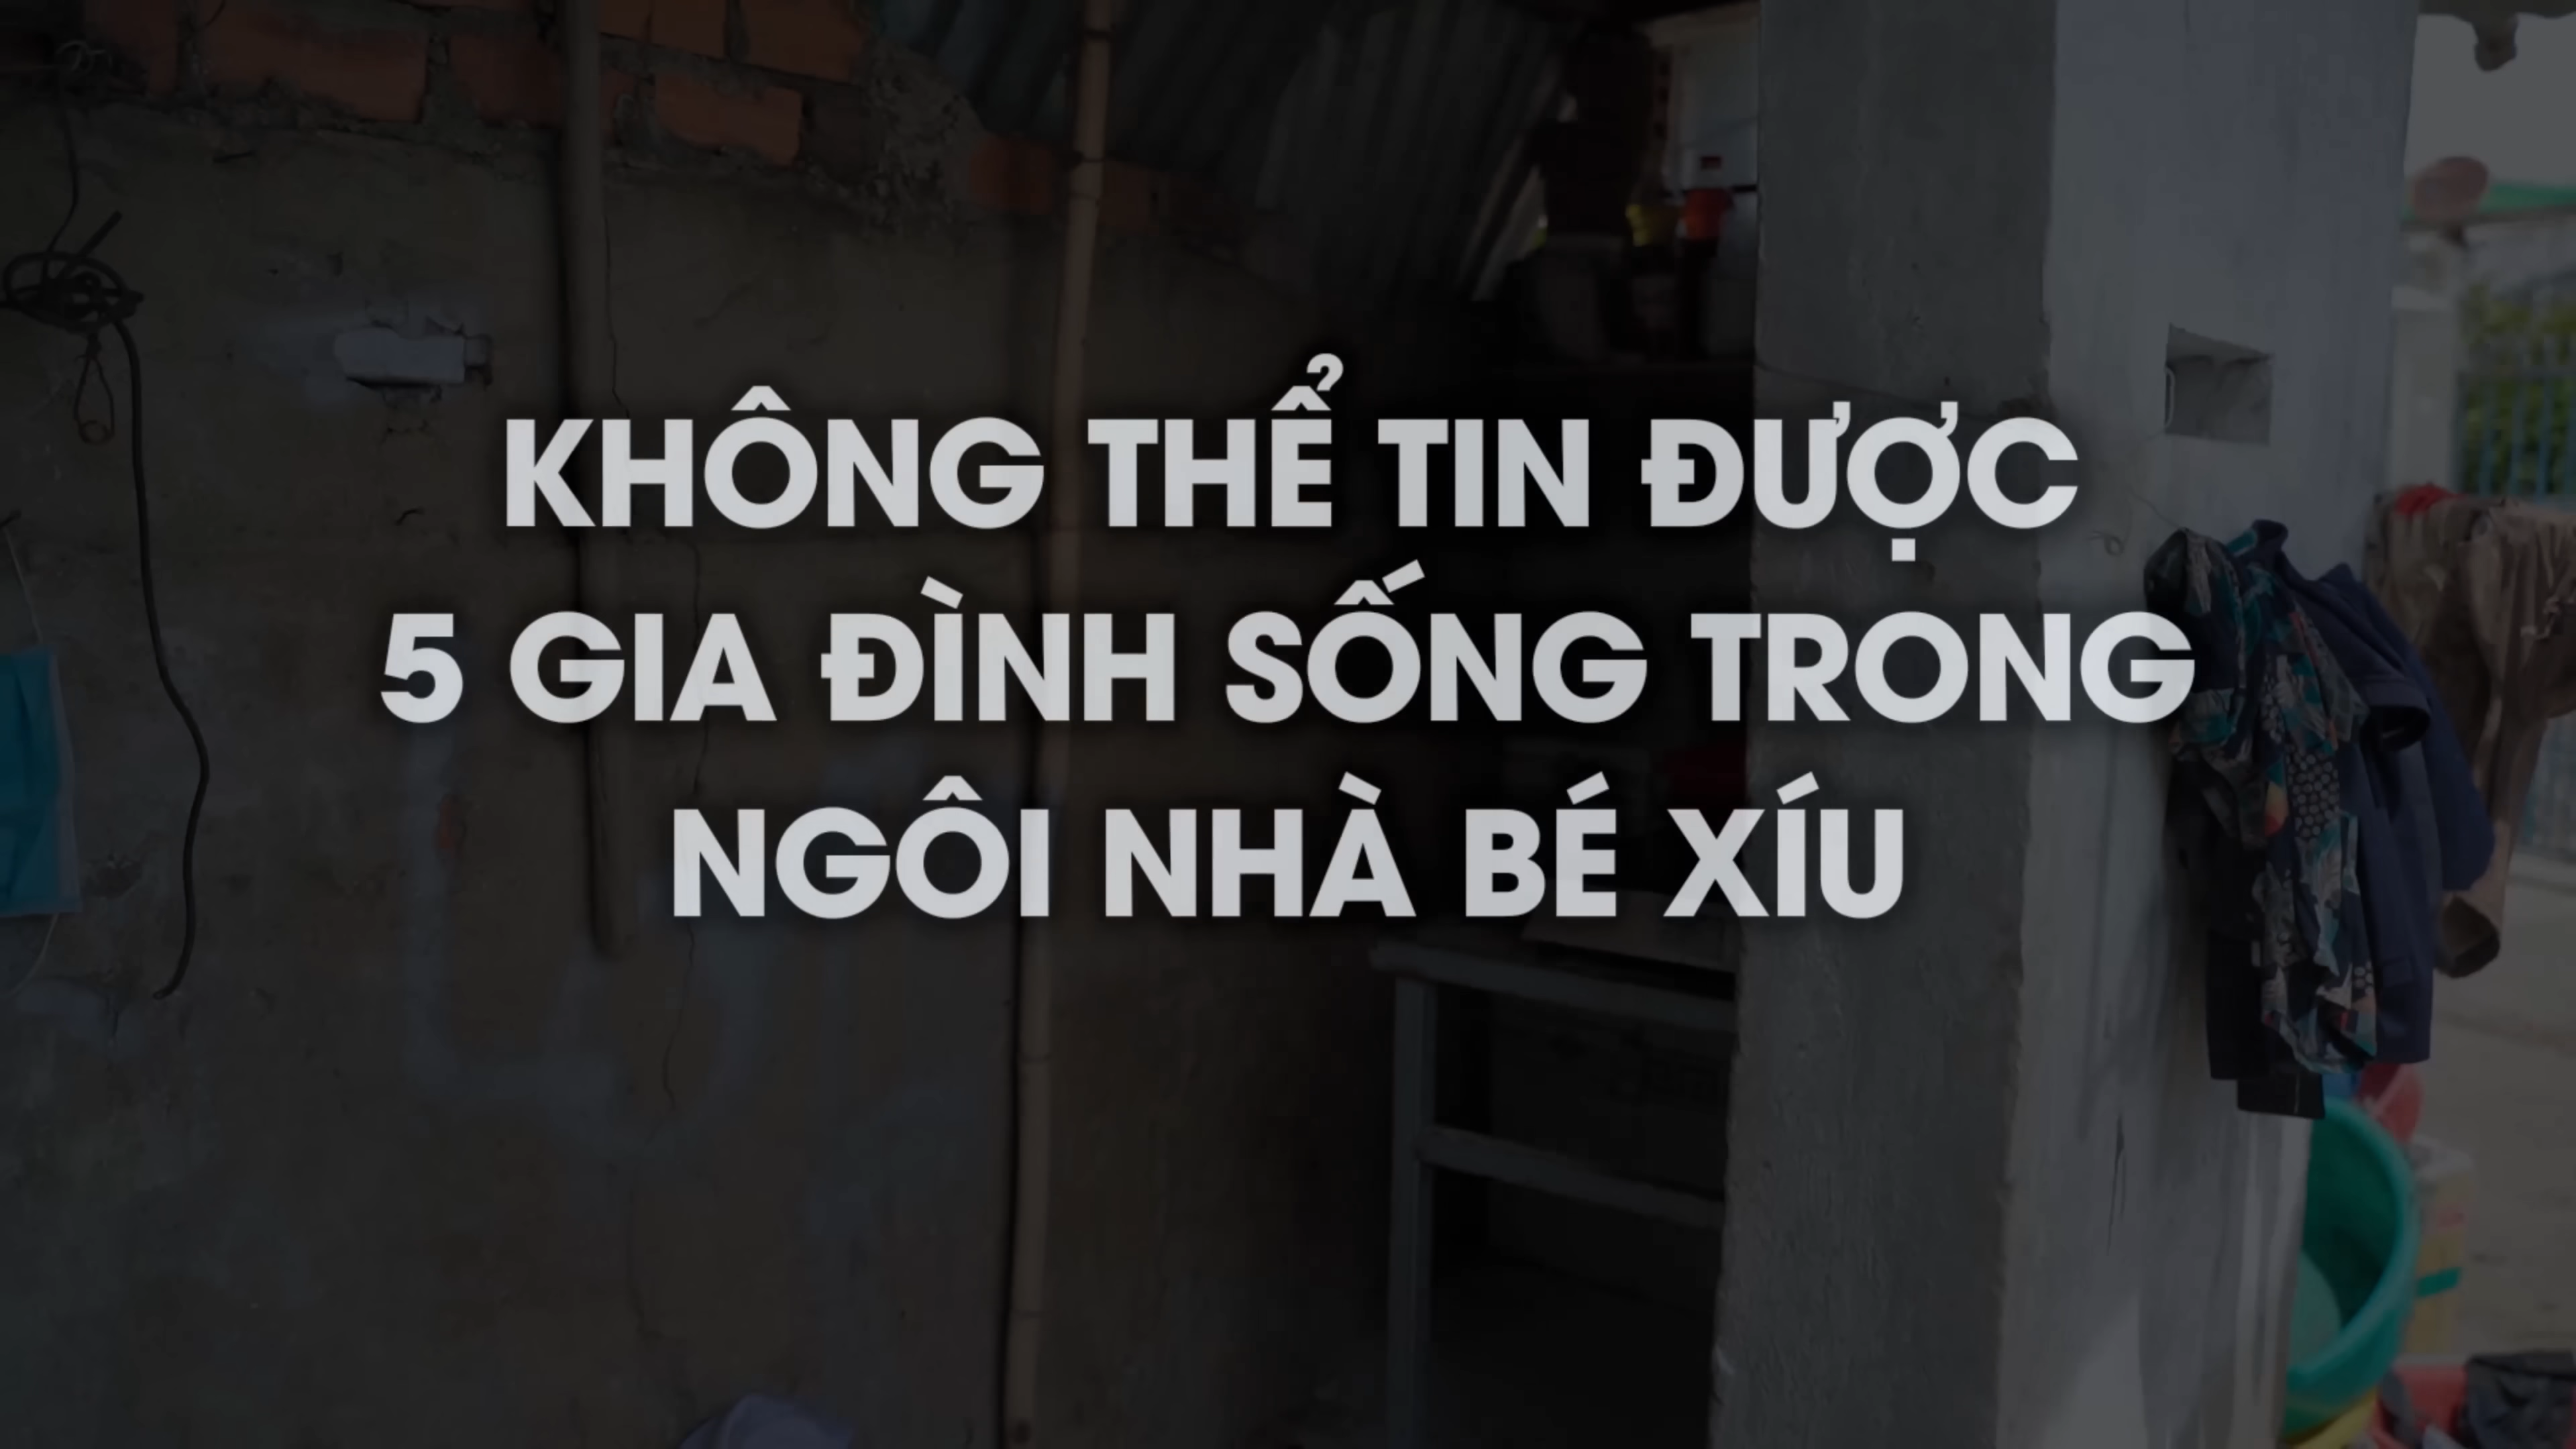 KHÔNG THỂ TIN ĐƯỢC
5 GIA ĐÌNH SỐNG TRONG
NGÔI NHÀ BÉ XÍU